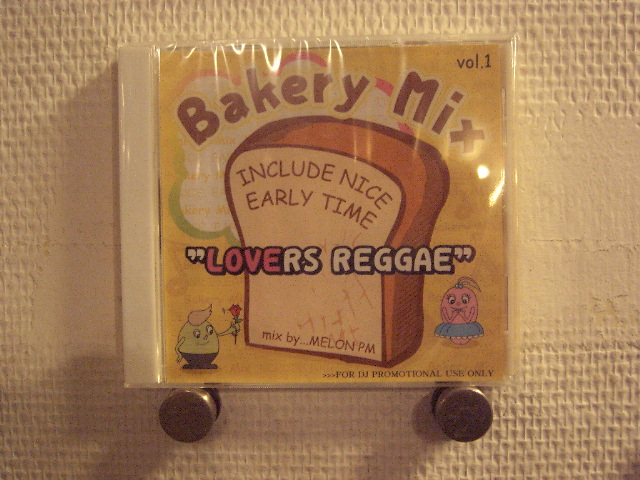 vol.1
Bakery Mix
INCLUDE NICE
EARLY TIME
"LOVERS REGGAE"
mix by...MELON PM
>>>FOR DJ PROMOTIONAL USE ONLY